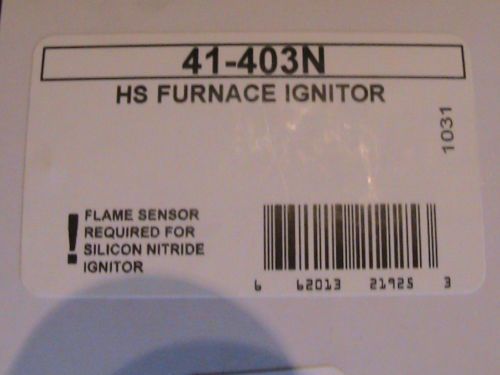 41-403N
HS FURNACE IGNITOR
1031
! FLAME SENSOR
REQUIRED FOR
SILICON NITRIDE
IGNITOR
6 62013 21925 3